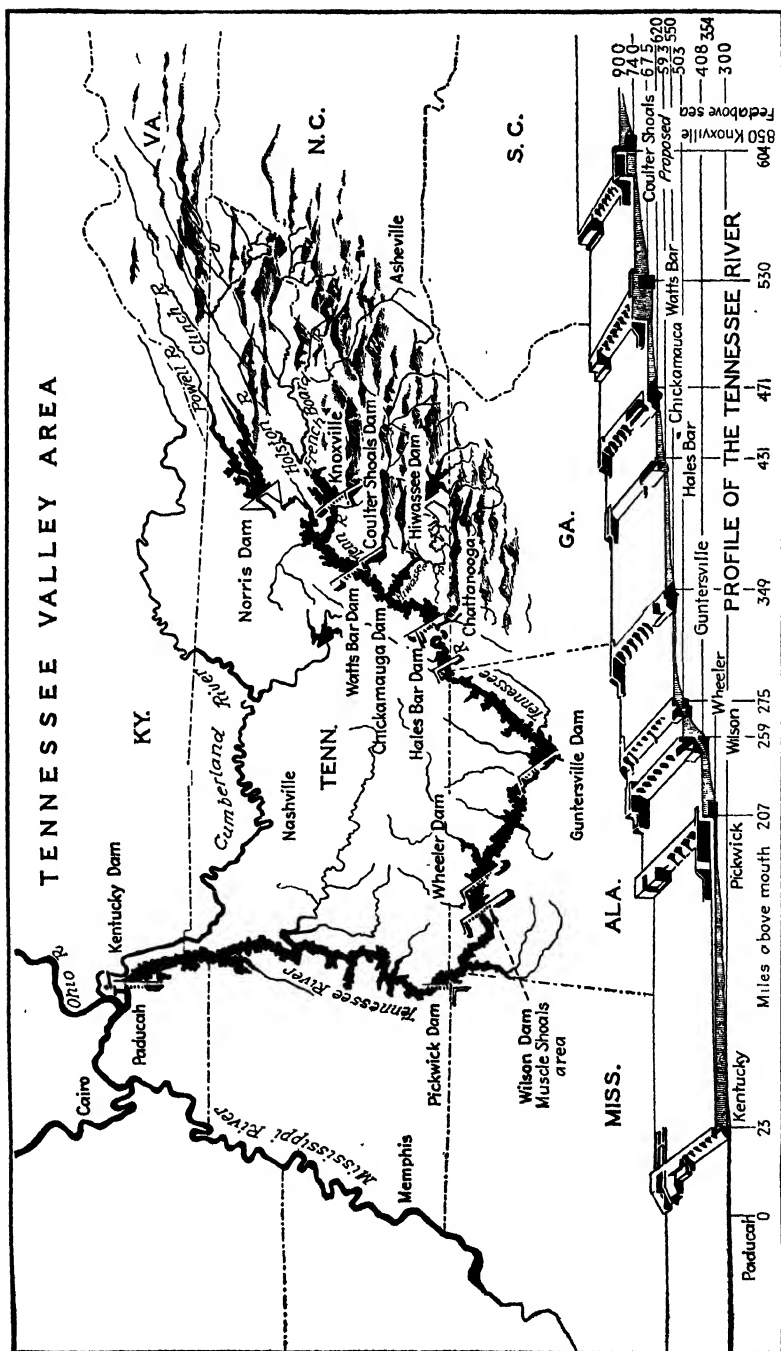 TENNESSEE VALLEY AREA
Cairo
Ohio R
Paducah
Kentucky Dam
KY.
VA.
Powell R.
Clinch R
Cumberland River
Holston R
French Broad R
Norris Dam
N.C.
Nashville
TENN.
Knoxville
Asheville
Watts Bar Dam
Coulter Shoals Dam
Mississippi River
Tennessee River
Chickamauga Dam
Hiwassee Dam
Hales Bar Dam
Memphis
Chattanooga
S.C.
Pickwick Dam
Wheeler Dam
Tennessee R
Wilson Dam
Muscle Shoals
area
Guntersville Dam
MISS.
ALA.
GA.
900
740
675
620
593
550
503
408
354
300
Coulter Shoals
Proposed
Watts Bar
Chickamauca
Hales Bar
Guntersville
Wheeler
Wilson
Pickwick
Kentucky
850 Knoxville
Feet above sea
PROFILE OF THE TENNESSEE RIVER
Miles above mouth
Paducah
0
23
207
259
275
349
431
471
530
604